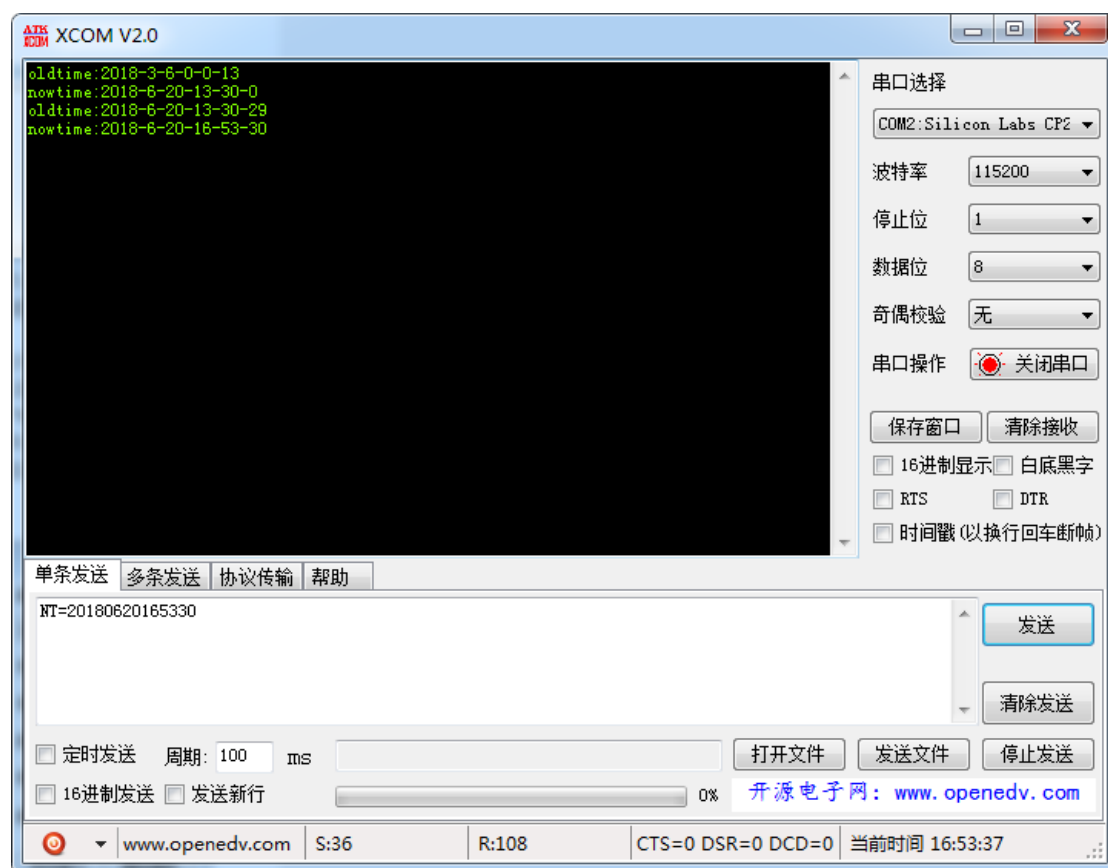 ATK XCOM XCOM V2.0
oldtime:2018-3-6-0-0-13
nowtime:2018-6-20-13-30-0
oldtime:2018-6-20-13-30-29
nowtime:2018-6-20-16-53-30
串口选择
COM2:Silicon Labs CP2
波特率 115200
停止位 1
数据位 8
奇偶校验 无
串口操作 关闭串口
保存窗口 清除接收
16进制显示 白底黑字
RTS DTR
时间戳(以换行回车断帧)
单条发送 多条发送 协议传输 帮助
NT=20180620165330
发送
清除发送
定时发送 周期: 100 ms 打开文件 发送文件 停止发送
16进制发送 发送新行 0% 开源电子网: www.openedv.com
www.openedv.com S:36 R:108 CTS=0 DSR=0 DCD=0 当前时间 16:53:37